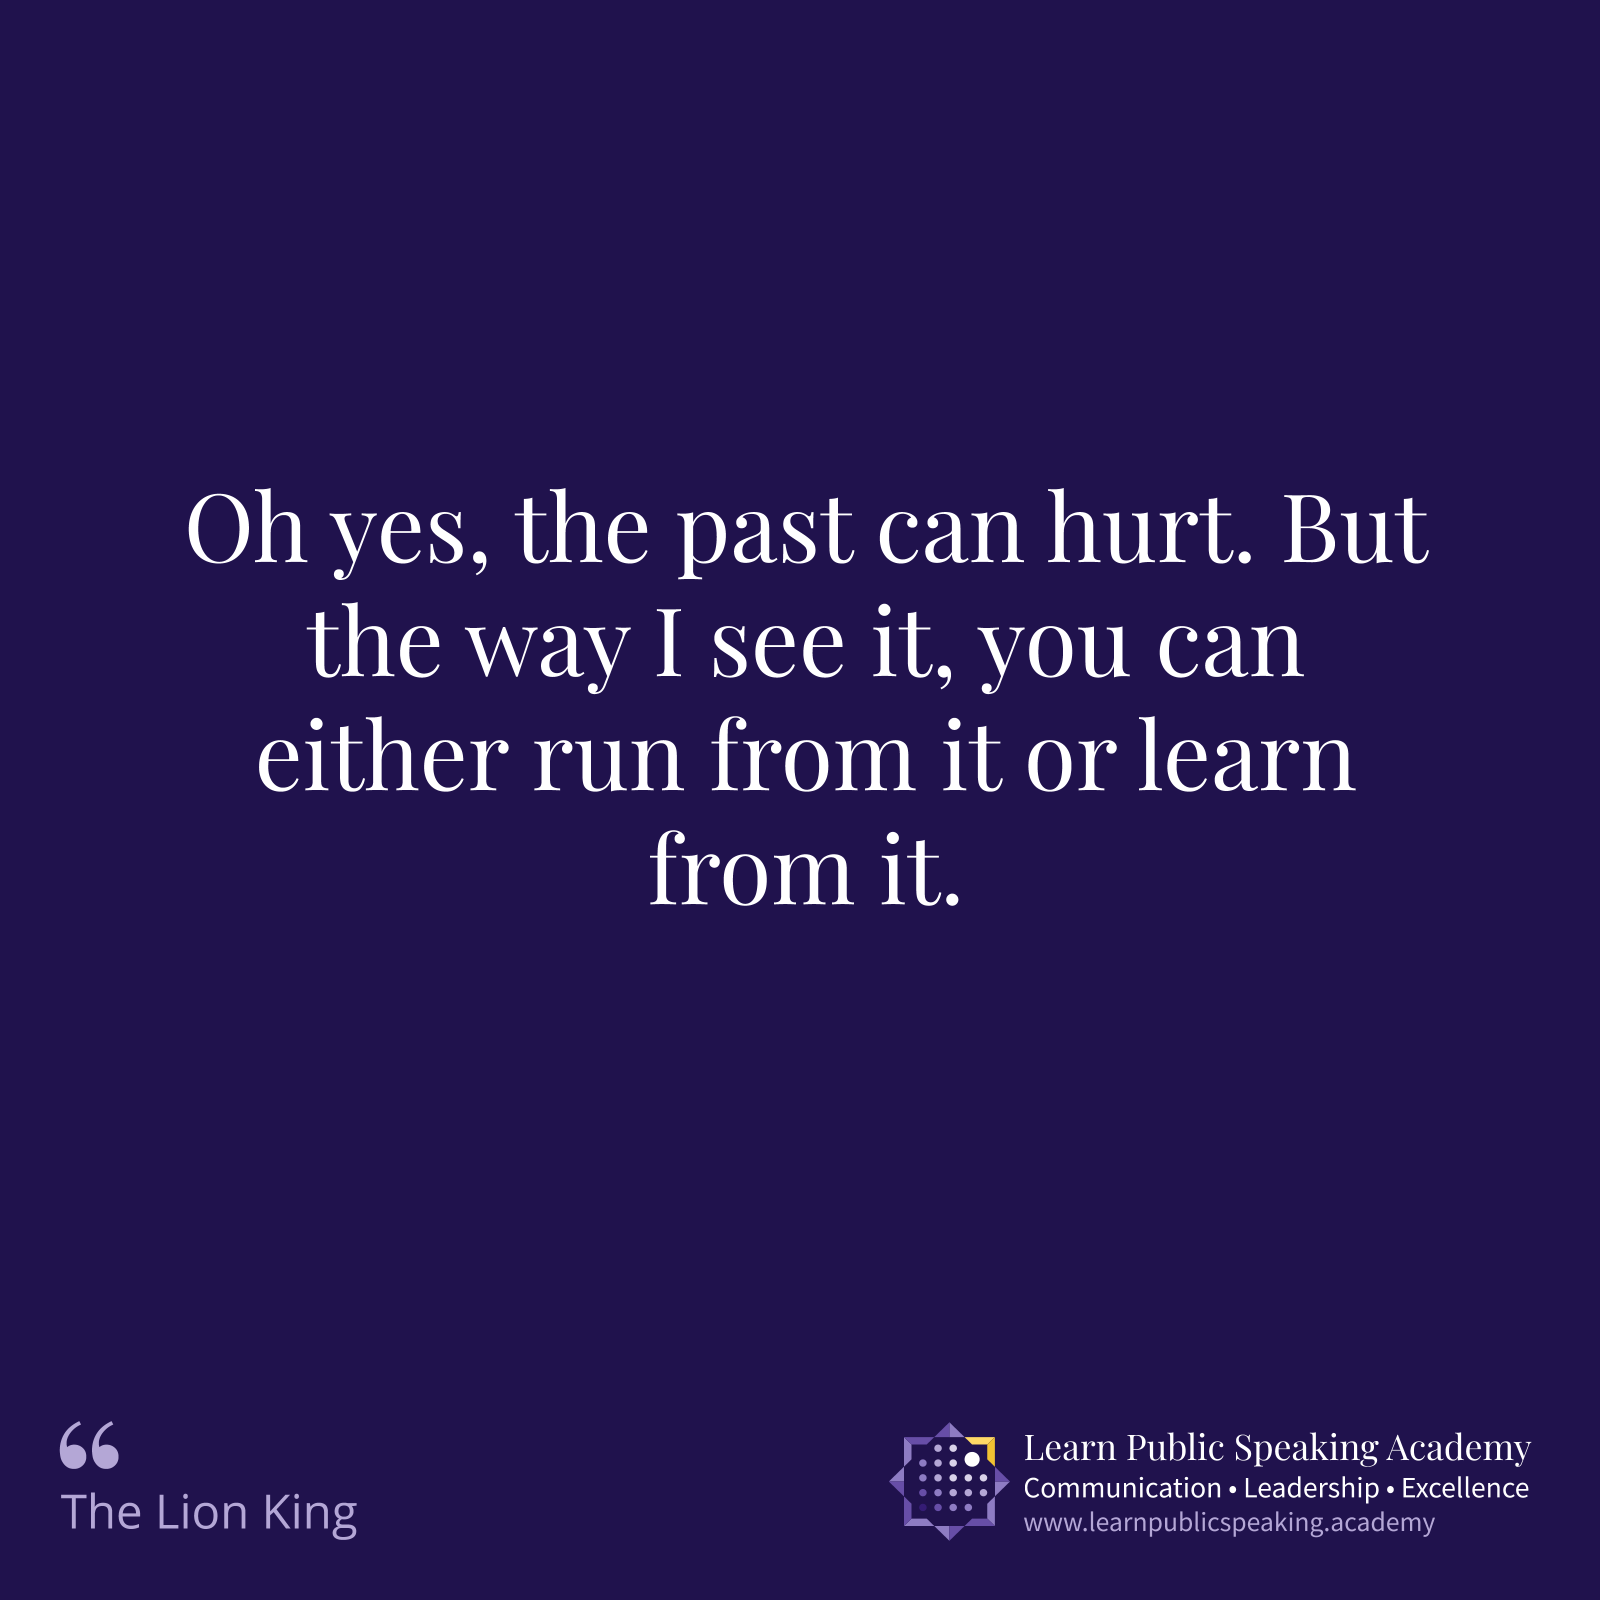 Oh yes, the past can hurt. But
the way I see it, you can
either run from it or learn
from it.
“
The Lion King
Learn Public Speaking Academy
Communication • Leadership • Excellence
www.learnpublicspeaking.academy